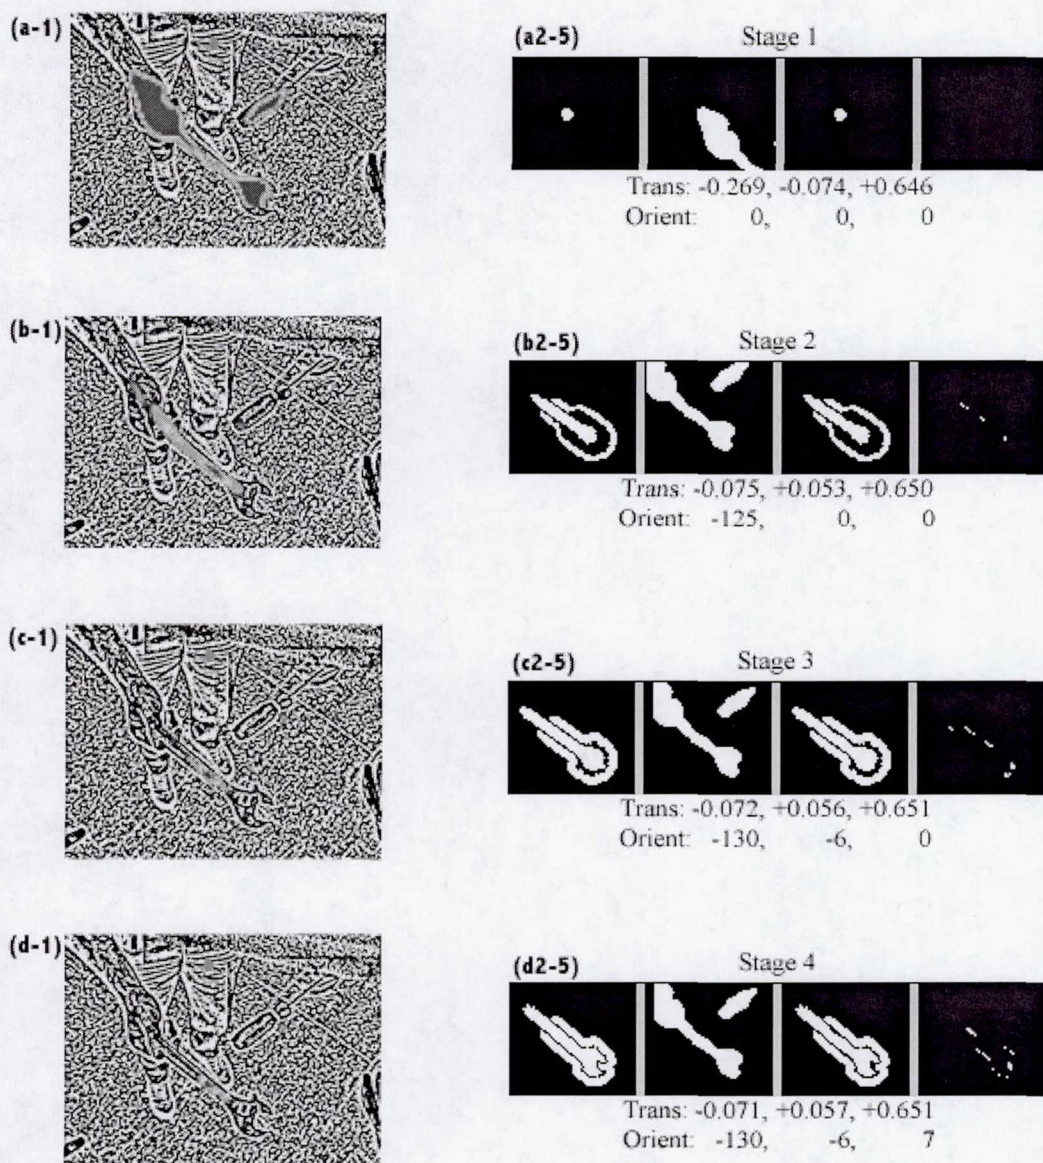 (a-1)
(a2-5) Stage 1
Trans: -0.269, -0.074, +0.646
Orient: 0, 0, 0
(b-1)
(b2-5) Stage 2
Trans: -0.075, +0.053, +0.650
Orient: -125, 0, 0
(c-1)
(c2-5) Stage 3
Trans: -0.072, +0.056, +0.651
Orient: -130, -6, 0
(d-1)
(d2-5) Stage 4
Trans: -0.071, +0.057, +0.651
Orient: -130, -6, 7